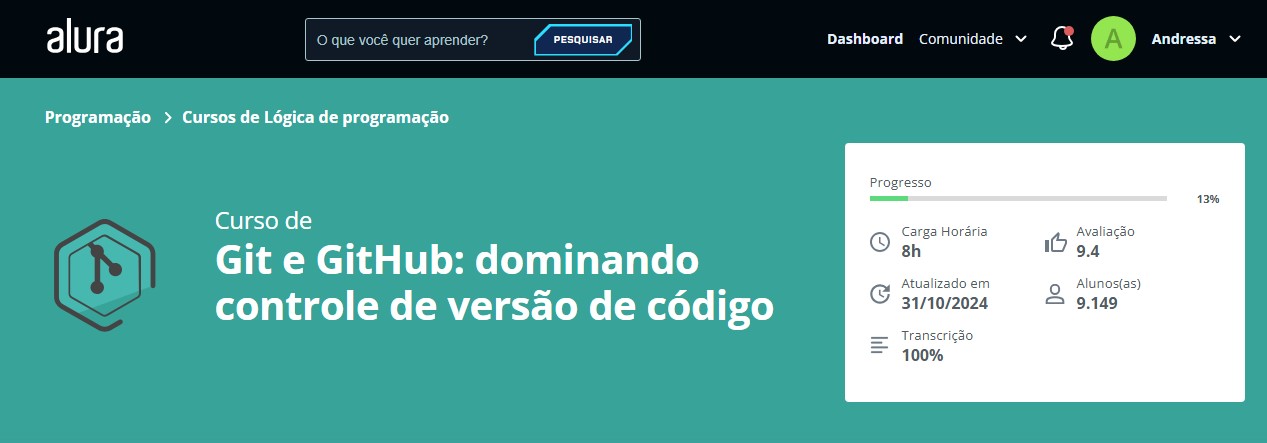 alura
O que você quer aprender? PESQUISAR
Dashboard Comunidade A Andressa
Programação Cursos de Lógica de programação
Curso de
Git e GitHub: dominando
controle de versão de código
Progresso
13%
Carga Horária
8h
Avaliação
9.4
Atualizado em
31/10/2024
Alunos(as)
9.149
Transcrição
100%